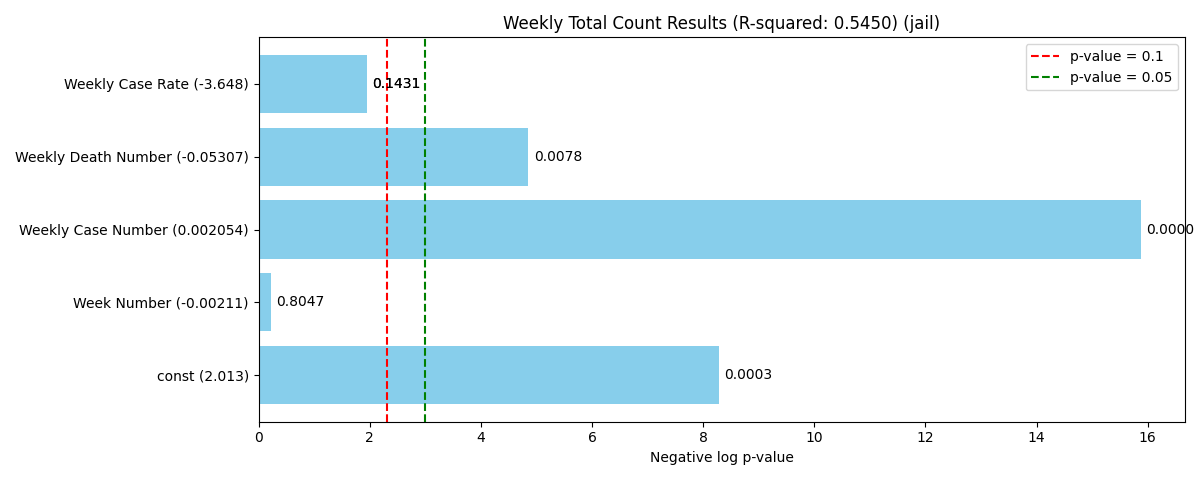 Weekly Total Count Results (R-squared: 0.5450) (jail)
p-value = 0.1
p-value = 0.05
Weekly Case Rate (-3.648)
0.1431
Weekly Death Number (-0.05307)
0.0078
Weekly Case Number (0.002054)
0.0000
Week Number (-0.00211)
0.8047
const (2.013)
0.0003
0 2 4 6 8 10 12 14 16
Negative log p-value